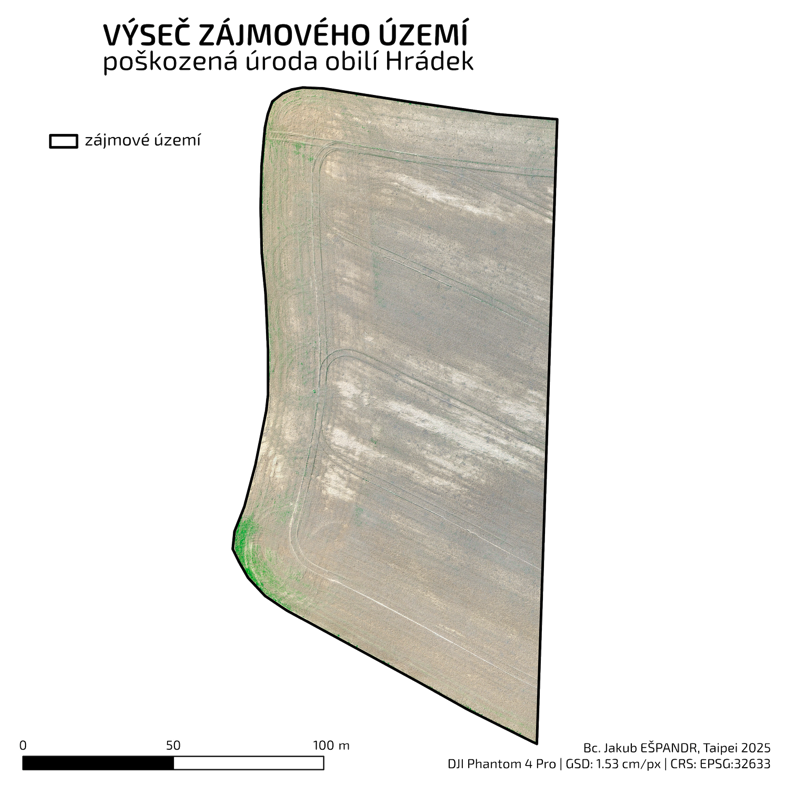 VÝSEČ ZÁJMOVÉHO ÚZEMÍ
poškozená úroda obilí Hrádek
zájmové území
0 50 100 m
Bc. Jakub EŠPANDR, Taipei 2025
DJI Phantom 4 Pro | GSD: 1.53 cm/px | CRS: EPSG:32633